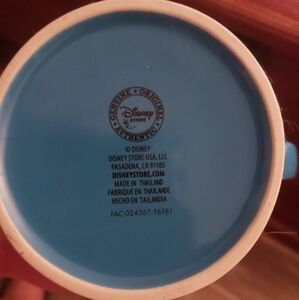 GENUINE • ORIGINAL
Disney
STORE
AUTHENTIC
© DISNEY
DISNEY STORE USA, LLC
PASADENA, CA 91105
DISNEYSTORE.COM
MADE IN THAILAND
FABRIQUÉ EN THAÏLANDE
HECHO EN TAILANDIA
FAC-024367-16181